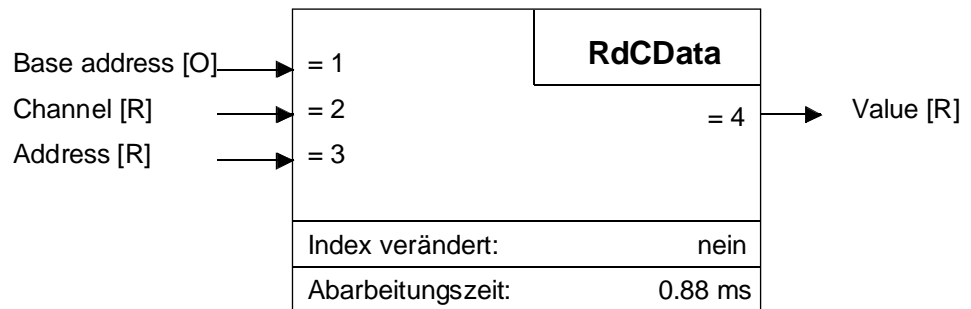 RdCData
Base address [O] = 1
Channel [R] = 2 = 4 Value [R]
Address [R] = 3
Index verändert: nein
Abarbeitungszeit: 0.88 ms